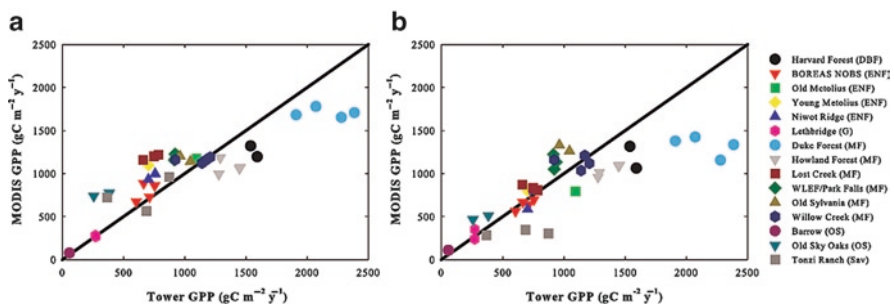 a
b
2500
2000
1500
1000
500
0
MODIS GPP (gC m⁻² y⁻¹)
0 500 1000 1500 2000 2500
Tower GPP (gC m⁻² y⁻¹)
2500
2000
1500
1000
500
0
MODIS GPP (gC m⁻² y⁻¹)
0 500 1000 1500 2000 2500
Tower GPP (gC m⁻² y⁻¹)
Harvard Forest (DBF)
BOREAS NOBS (ENF)
Old Metolius (ENF)
Young Metolius (ENF)
Niwot Ridge (ENF)
Lethbridge (G)
Duke Forest (MF)
Howland Forest (MF)
Lost Creek (MF)
WLEF/Park Falls (MF)
Old Sylvania (MF)
Willow Creek (MF)
Barrow (OS)
Old Sky Oaks (OS)
Tonzi Ranch (Sav)